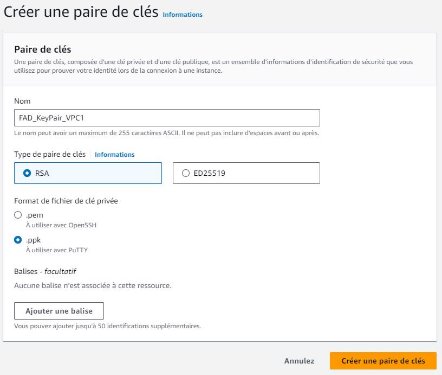 Créer une paire de clés Informations
Paire de clés
Une paire de clés, composée d'une clé privée et d'une clé publique, est un ensemble d'informations d'identification de sécurité que vous
utilisez pour prouver votre identité lors de la connexion à une instance.
Nom
FAD_KeyPair_VPC1
Le nom peut avoir un maximum de 255 caractères ASCII. Il ne peut pas inclure d'espaces avant ou après.
Type de paire de clés Informations
RSA
ED25519
Format de fichier de clé privée
.pem
À utiliser avec OpenSSH
.ppk
À utiliser avec PuTTY
Balises - facultatif
Aucune balise n'est associée à cette ressource.
Ajouter une balise
Vous pouvez ajouter jusqu'à 50 identifications supplémentaires.
Annulez
Créer une paire de clés